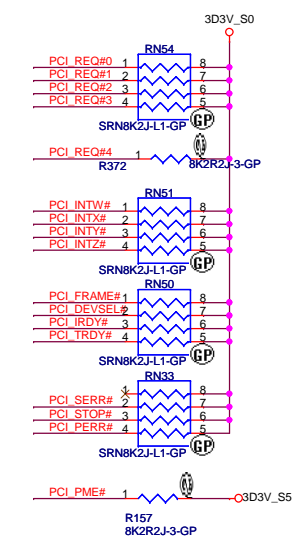 3D3V_S0
RN54
PCI_REQ#0 1 8
PCI_REQ#1 2 7
PCI_REQ#2 3 6
PCI_REQ#3 4 5
SRN8K2J-L1-GP GP
PCI_REQ#4 1 2
R372 8K2R2J-3-GP
RN51
PCI_INTW# 1 8
PCI_INTX# 2 7
PCI_INTY# 3 6
PCI_INTZ# 4 5
SRN8K2J-L1-GP GP
RN50
PCI_FRAME# 1 8
PCI_DEVSEL# 2 7
PCI_IRDY# 3 6
PCI_TRDY# 4 5
SRN8K2J-L1-GP GP
RN33
1 8
PCI_SERR# 2 7
PCI_STOP# 3 6
PCI_PERR# 4 5
SRN8K2J-L1-GP GP
PCI_PME# 1 2 3D3V_S5
R157
8K2R2J-3-GP